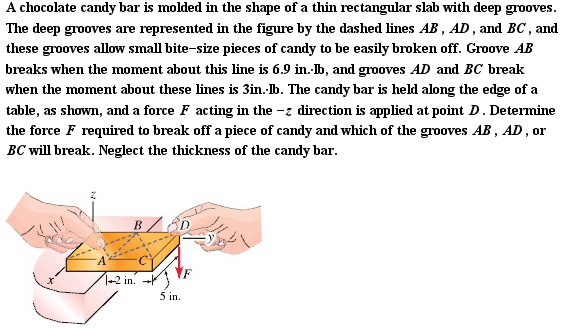 A chocolate candy bar is molded in the shape of a thin rectangular slab with deep grooves.
The deep grooves are represented in the figure by the dashed lines AB , AD , and BC , and
these grooves allow small bite-size pieces of candy to be easily broken off. Groove AB
breaks when the moment about this line is 6.9 in.·lb, and grooves AD and BC break
when the moment about these lines is 3in.·lb. The candy bar is held along the edge of a
table, as shown, and a force F acting in the -z direction is applied at point D. Determine
the force F required to break off a piece of candy and which of the grooves AB , AD , or
BC will break. Neglect the thickness of the candy bar.
z
B D
y
A C
x 2 in. F
5 in.